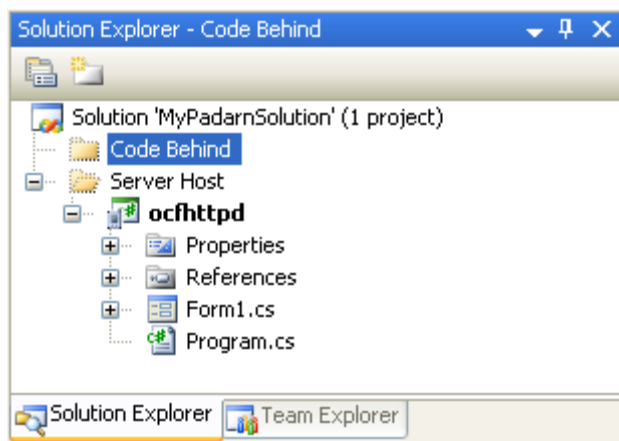 Solution Explorer - Code Behind
Solution 'MyPadarnSolution' (1 project)
Code Behind
Server Host
ocfhttpd
Properties
References
Form1.cs
Program.cs
Solution Explorer Team Explorer